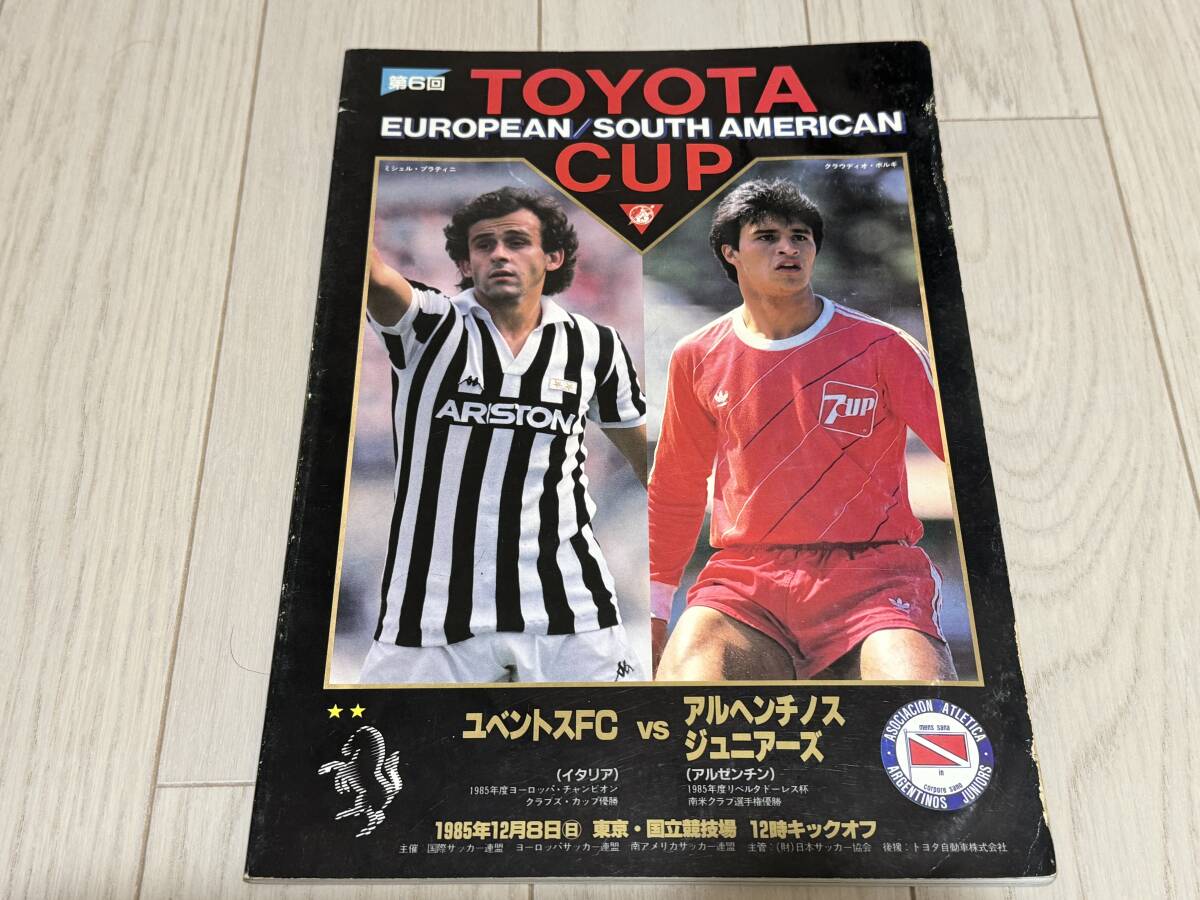 第6回
TOYOTA
EUROPEAN/SOUTH AMERICAN
CUP
ミシェル・プラティニ
クラウディオ・ボルギ
ARISTON
7UP
ユベントスFC vs アルヘンチノス
ジュニアーズ
(イタリア)
1985年度ヨーロッパ・チャンピオン
クラブズ・カップ優勝
(アルゼンチン)
1985年度リベルタドーレス杯
南米クラブ選手権優勝
ASOCIACION ATLETICA
mens sana
in
corpore sano
ARGENTINOS JUNIORS
1985年12月8日㊐ 東京・国立競技場 12時キックオフ
主催 国際サッカー連盟 ヨーロッパサッカー連盟 南アメリカサッカー連盟 主管:(財)日本サッカー協会 後援:トヨタ自動車株式会社